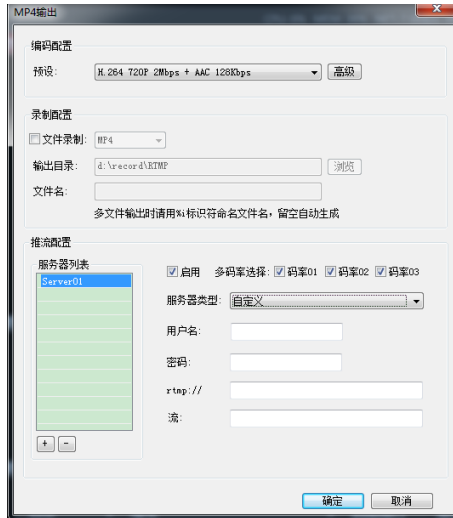 MP4输出
编码配置
预设: H.264 720P 2Mbps + AAC 128Kbps 高级
录制配置
文件录制: MP4
输出目录: d:\record\RTMP 浏览
文件名:
多文件输出时请用%i标识符命名文件名，留空自动生成
推流配置
服务器列表
Server01
启用 多码率选择: 码率01 码率02 码率03
服务器类型: 自定义
用户名:
密码:
rtmp://
流:
+ -
确定 取消